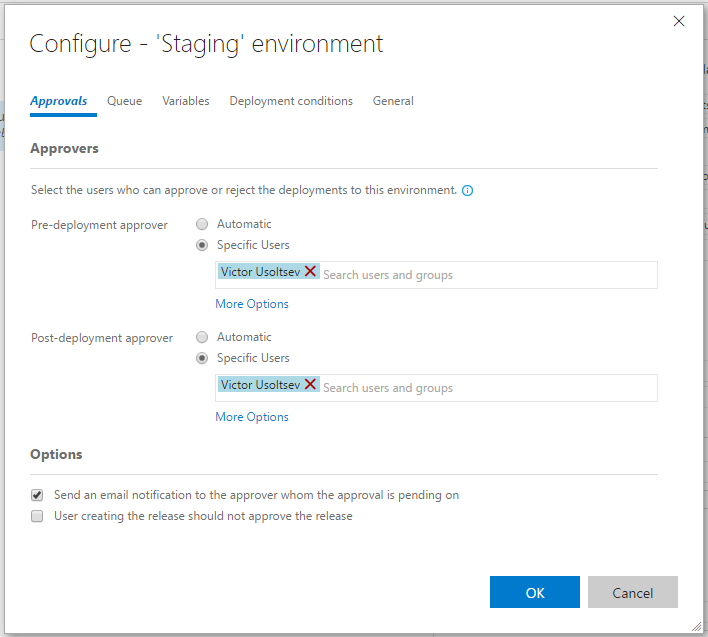 Configure - 'Staging' environment
Approvals Queue Variables Deployment conditions General
Approvers
Select the users who can approve or reject the deployments to this environment.
Pre-deployment approver
Automatic
Specific Users
Victor Usoltsev Search users and groups
More Options
Post-deployment approver
Automatic
Specific Users
Victor Usoltsev Search users and groups
More Options
Options
Send an email notification to the approver whom the approval is pending on
User creating the release should not approve the release
OK Cancel